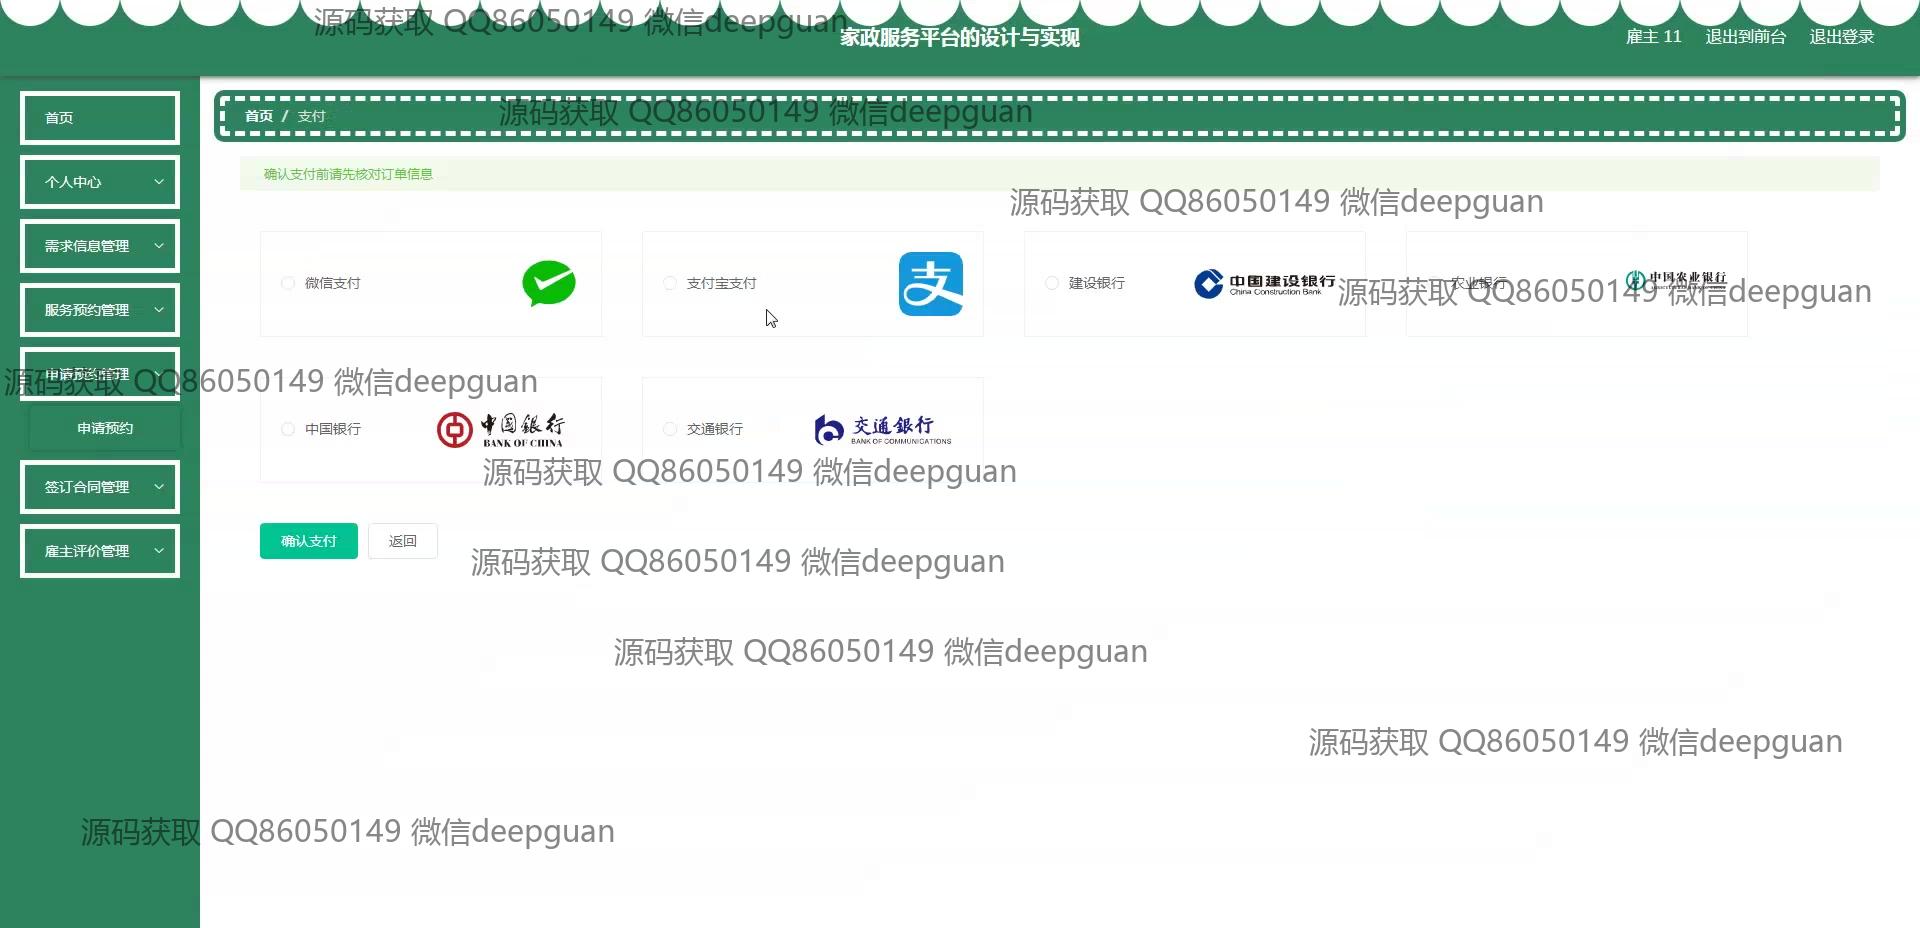 源码获取 QQ86050149 微信deepguan
家政服务平台的设计与实现
雇主 11 退出到前台 退出登录
首页
首页 / 支付
源码获取 QQ86050149 微信deepguan
确认支付前请先核对订单信息
个人中心
源码获取 QQ86050149 微信deepguan
需求信息管理
微信支付
支付宝支付
支
建设银行
中国建设银行
China Construction Bank
农业银行
中国农业银行
源码获取 QQ86050149 微信deepguan
服务预约管理
申请预约管理
源码获取 QQ86050149 微信deepguan
申请预约
中国银行
中国银行
BANK OF CHINA
交通银行
交通银行
BANK OF COMMUNICATIONS
源码获取 QQ86050149 微信deepguan
签订合同管理
雇主评价管理
确认支付
返回
源码获取 QQ86050149 微信deepguan
源码获取 QQ86050149 微信deepguan
源码获取 QQ86050149 微信deepguan
源码获取 QQ86050149 微信deepguan